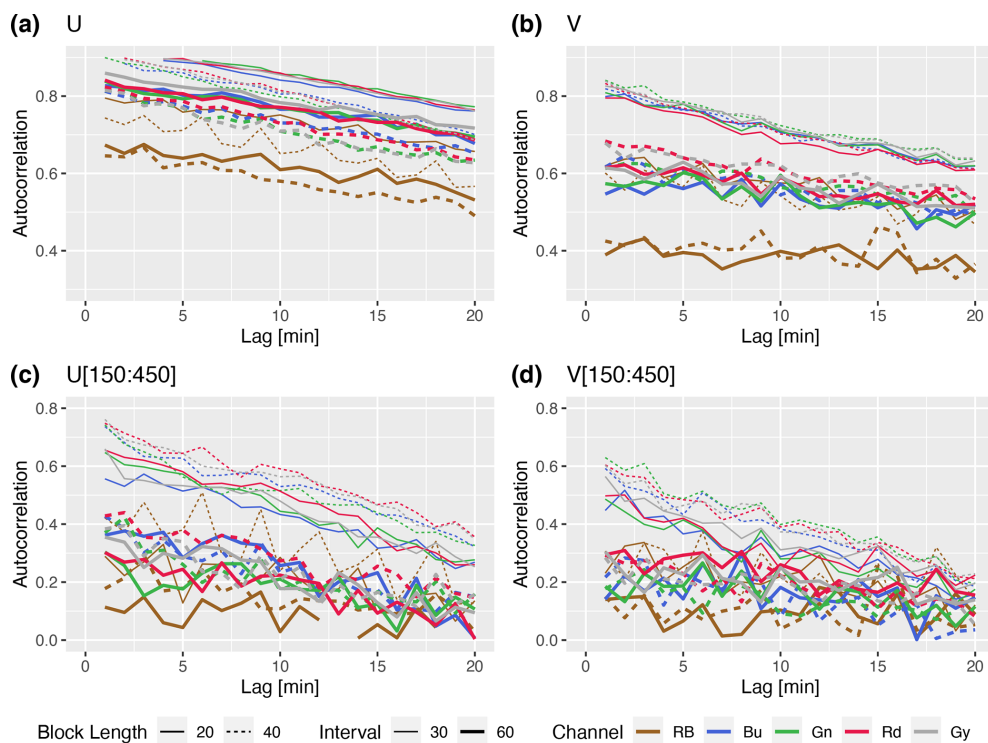 (a) U
(b) V
Autocorrelation
0.8
0.6
0.4
0 5 10 15 20
Lag [min]
Autocorrelation
0.8
0.6
0.4
0 5 10 15 20
Lag [min]
(c) U[150:450]
(d) V[150:450]
Autocorrelation
0.8
0.6
0.4
0.2
0.0
0 5 10 15 20
Lag [min]
Autocorrelation
0.8
0.6
0.4
0.2
0.0
0 5 10 15 20
Lag [min]
Block Length 20 40 Interval 30 60 Channel RB Bu Gn Rd Gy